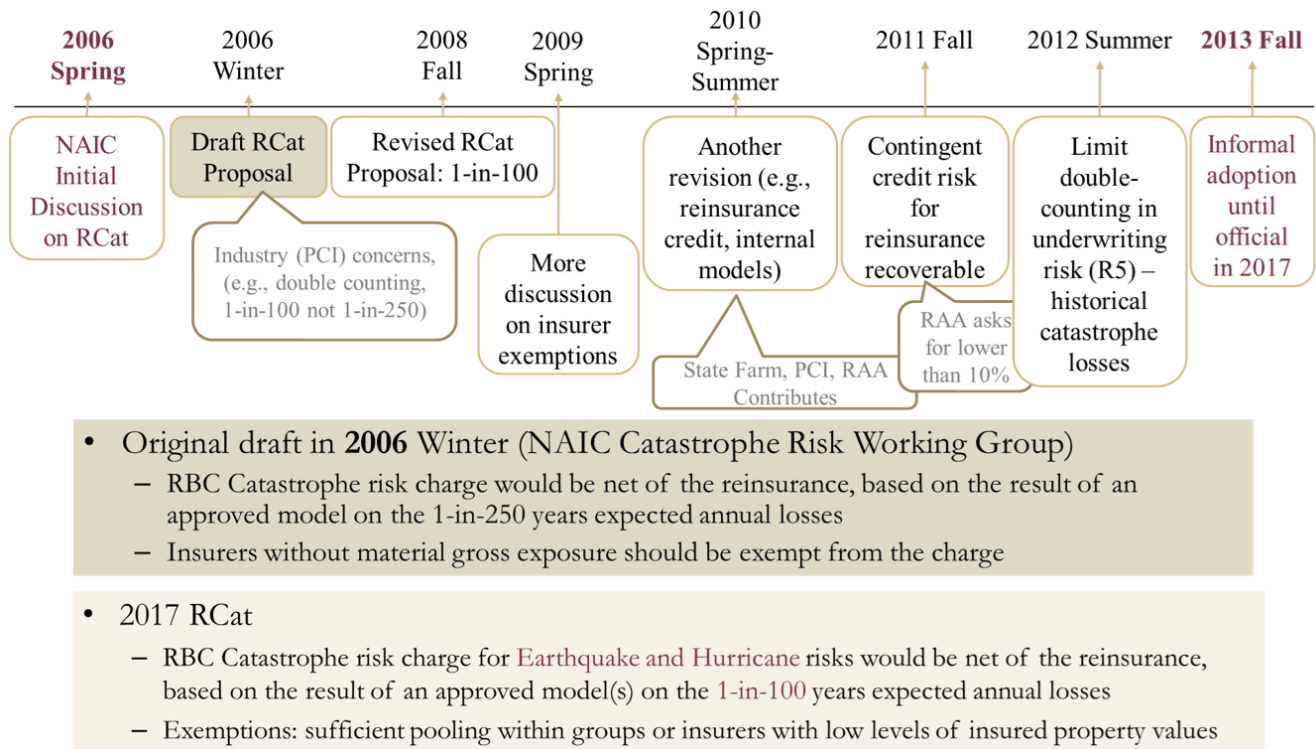 2006
Spring
2006
Winter
2008
Fall
2009
Spring
2010
Spring-
Summer
2011 Fall
2012 Summer
2013 Fall
NAIC
Initial
Discussion
on RCat
Draft RCat
Proposal
Industry (PCI) concerns,
(e.g., double counting,
1-in-100 not 1-in-250)
Revised RCat
Proposal: 1-in-100
More
discussion
on insurer
exemptions
Another
revision (e.g.,
reinsurance
credit, internal
models)
State Farm, PCI, RAA
Contributes
Contingent
credit risk
for
reinsurance
recoverable
RAA asks
for lower
than 10%
Limit
double-
counting in
underwriting
risk (R5) –
historical
catastrophe
losses
Informal
adoption
until
official
in 2017
• Original draft in 2006 Winter (NAIC Catastrophe Risk Working Group)
– RBC Catastrophe risk charge would be net of the reinsurance, based on the result of an
approved model on the 1-in-250 years expected annual losses
– Insurers without material gross exposure should be exempt from the charge
• 2017 RCat
– RBC Catastrophe risk charge for Earthquake and Hurricane risks would be net of the reinsurance,
based on the result of an approved model(s) on the 1-in-100 years expected annual losses
– Exemptions: sufficient pooling within groups or insurers with low levels of insured property values